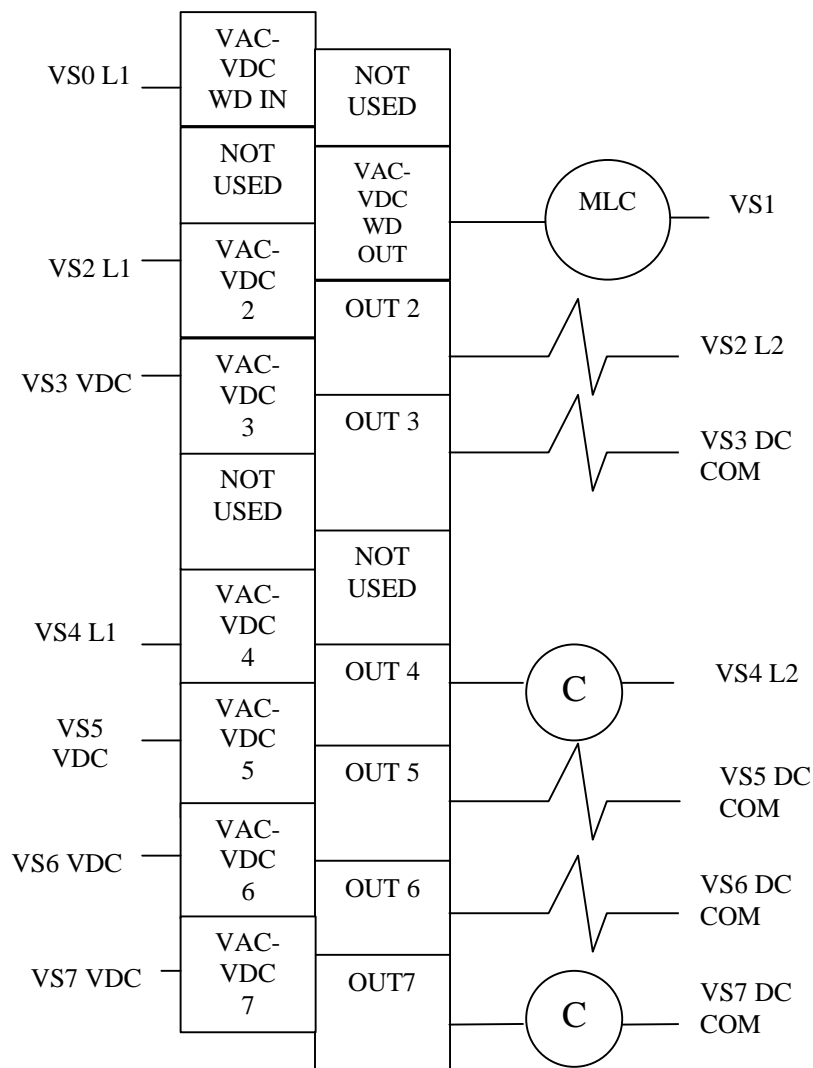 VS0 L1
VAC-
VDC
WD IN
NOT
USED
NOT
USED
VAC-
VDC
WD
OUT
MLC
VS1
VS2 L1
VAC-
VDC
2
OUT 2
VS2 L2
VS3 VDC
VAC-
VDC
3
OUT 3
VS3 DC
COM
NOT
USED
NOT
USED
VS4 L1
VAC-
VDC
4
OUT 4
C
VS4 L2
VS5
VDC
VAC-
VDC
5
OUT 5
VS5 DC
COM
VS6 VDC
VAC-
VDC
6
OUT 6
VS6 DC
COM
VS7 VDC
VAC-
VDC
7
OUT7
C
VS7 DC
COM